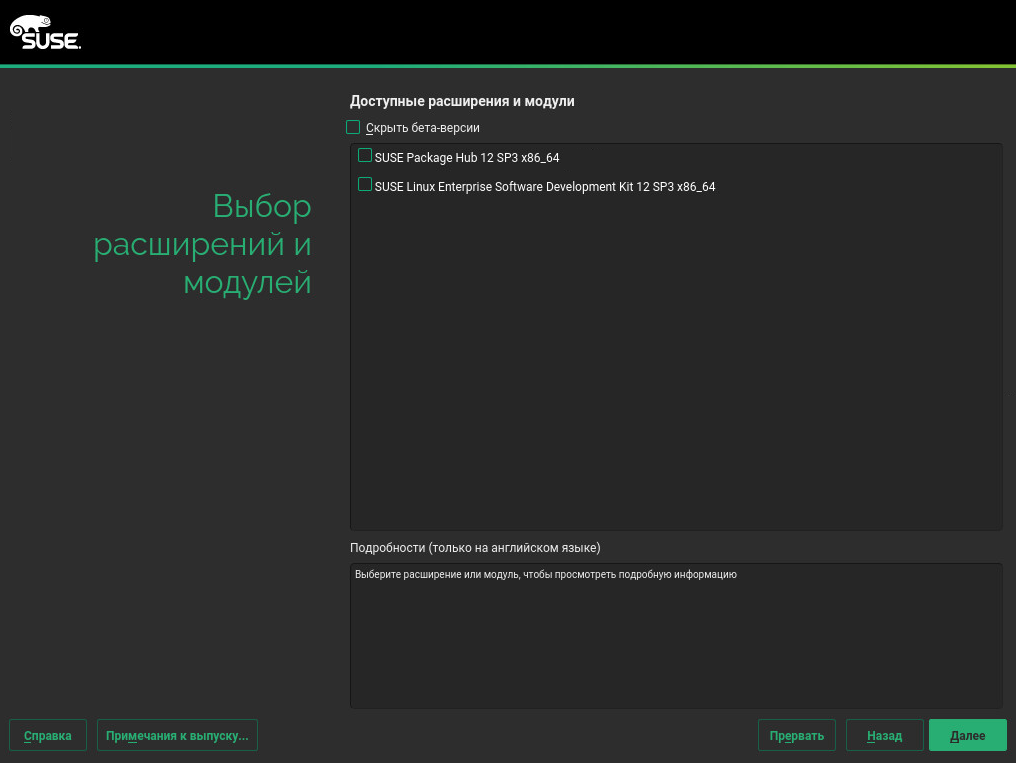 SUSE.
Доступные расширения и модули
Скрыть бета-версии
SUSE Package Hub 12 SP3 x86_64
SUSE Linux Enterprise Software Development Kit 12 SP3 x86_64
Выбор
расширений и
модулей
Подробности (только на английском языке)
Выберите расширение или модуль, чтобы просмотреть подробную информацию
Справка
Примечания к выпуску...
Прервать
Назад
Далее